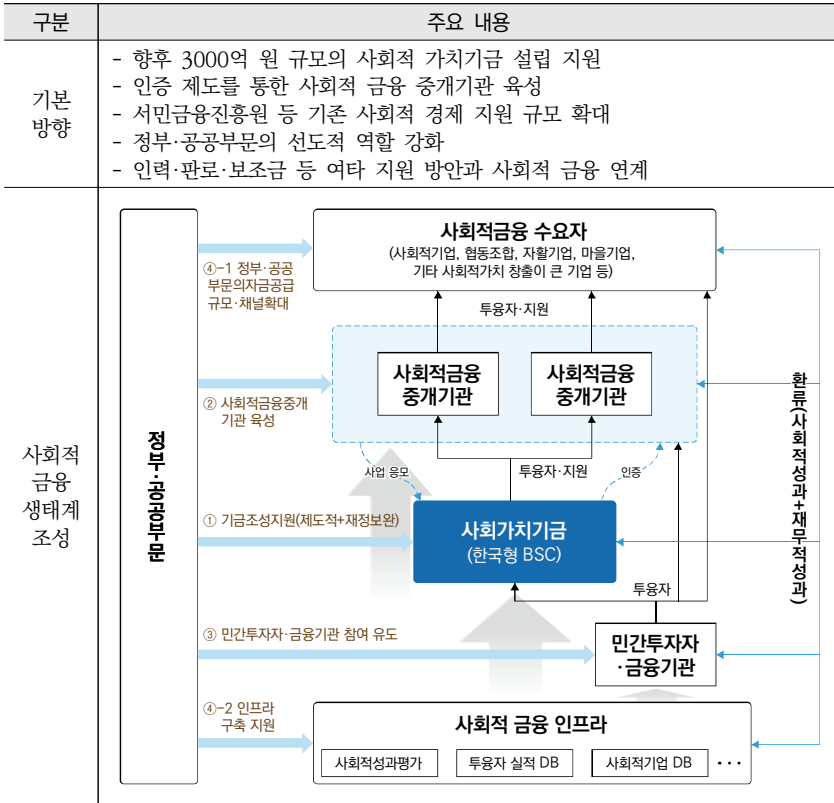 구분
주요 내용
기본
방향
- 향후 3000억 원 규모의 사회적 가치기금 설립 지원
- 인증 제도를 통한 사회적 금융 중개기관 육성
- 서민금융진흥원 등 기존 사회적 경제 지원 규모 확대
- 정부·공공부문의 선도적 역할 강화
- 인력·판로·보조금 등 여타 지원 방안과 사회적 금융 연계
사회적
금융
생태계
조성
정부·공공부문
사회적금융 수요자
(사회적기업, 협동조합, 자활기업, 마을기업,
기타 사회적가치 창출이 큰 기업 등)
④-1 정부·공공
부문의자금공급
규모·채널확대
투융자·지원
사회적금융
중개기관
사회적금융
중개기관
② 사회적금융중개
기관 육성
사업 응모
투융자·지원
인증
① 기금조성지원(제도적+재정보완)
사회가치기금
(한국형 BSC)
환류(사회적성과+재무적성과)
투융자
③ 민간투자자·금융기관 참여 유도
민간투자자
·금융기관
④-2 인프라
구축 지원
사회적 금융 인프라
사회적성과평가
투융자 실적 DB
사회적기업 DB
···